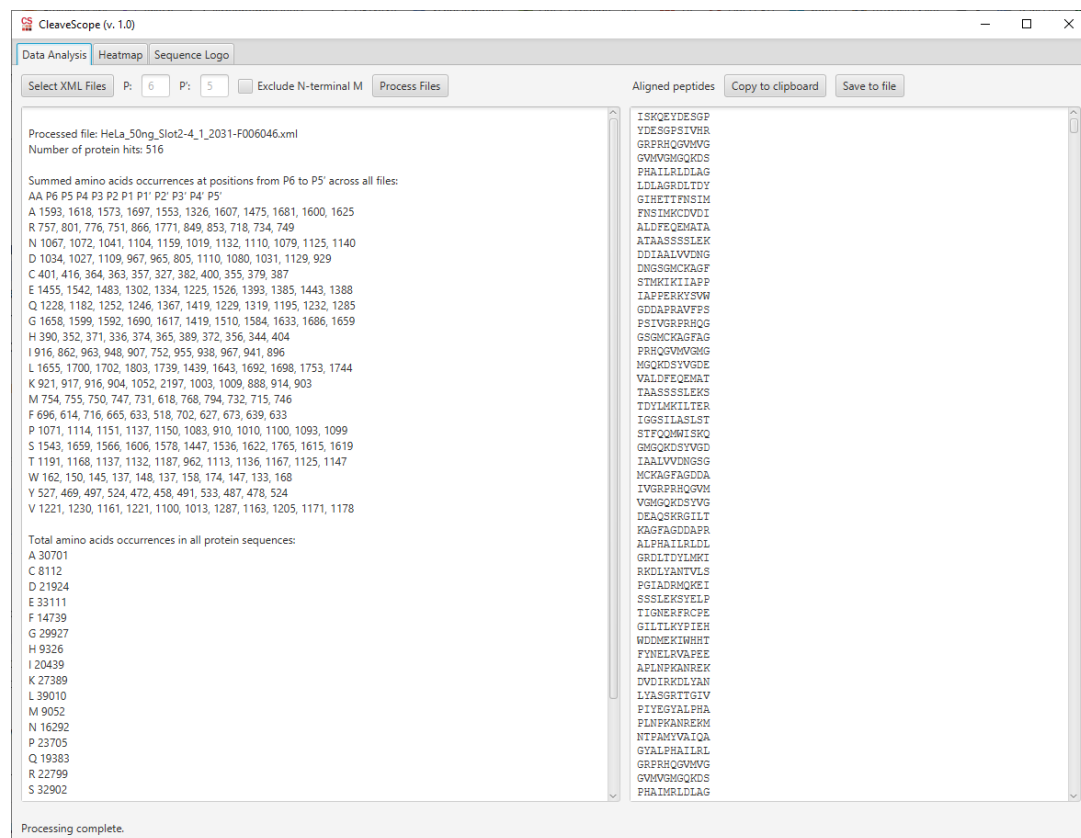 CS CleaveScope (v. 1.0)
Data Analysis Heatmap Sequence Logo
Select XML Files P: 6 P': 5 Exclude N-terminal M Process Files Aligned peptides Copy to clipboard Save to file
Processed file: HeLa_50ng_Slot2-4_1_2031-F006046.xml
Number of protein hits: 516
Summed amino acids occurrences at positions from P6 to P5' across all files:
AA P6 P5 P4 P3 P2 P1 P1' P2' P3' P4' P5'
A 1593, 1618, 1573, 1697, 1553, 1326, 1607, 1475, 1681, 1600, 1625
R 757, 801, 776, 751, 866, 1771, 849, 853, 718, 734, 749
N 1067, 1072, 1041, 1104, 1159, 1019, 1132, 1110, 1079, 1125, 1140
D 1034, 1027, 1109, 967, 965, 805, 1110, 1080, 1031, 1129, 929
C 401, 416, 364, 363, 357, 327, 382, 400, 355, 379, 387
E 1455, 1542, 1483, 1302, 1334, 1225, 1526, 1393, 1385, 1443, 1388
Q 1228, 1182, 1252, 1246, 1367, 1419, 1229, 1319, 1195, 1232, 1285
G 1658, 1599, 1592, 1690, 1617, 1419, 1510, 1584, 1633, 1686, 1659
H 390, 352, 371, 336, 374, 365, 389, 372, 356, 344, 404
I 916, 862, 963, 948, 907, 752, 955, 938, 967, 941, 896
L 1655, 1700, 1702, 1803, 1739, 1439, 1643, 1692, 1698, 1753, 1744
K 921, 917, 916, 904, 1052, 2197, 1003, 1009, 888, 914, 903
M 754, 755, 750, 747, 731, 618, 768, 794, 732, 715, 746
F 696, 614, 716, 665, 633, 518, 702, 627, 673, 639, 633
P 1071, 1114, 1151, 1137, 1150, 1083, 910, 1010, 1100, 1093, 1099
S 1543, 1659, 1566, 1606, 1578, 1447, 1536, 1622, 1765, 1615, 1619
T 1191, 1168, 1137, 1132, 1187, 962, 1113, 1136, 1167, 1125, 1147
W 162, 150, 145, 137, 148, 137, 158, 174, 147, 133, 168
Y 527, 469, 497, 524, 472, 458, 491, 533, 487, 478, 524
V 1221, 1230, 1161, 1221, 1100, 1013, 1287, 1163, 1205, 1171, 1178
Total amino acids occurrences in all protein sequences:
A 30701
C 8112
D 21924
E 33111
F 14739
G 29927
H 9326
I 20439
K 27389
L 39010
M 9052
N 16292
P 23705
Q 19383
R 22799
S 32902
ISKQEYDESGP
YDESGPSIVHR
GRPRHQGVMVG
GVMVGMGQKDS
PHAILRLDLAG
LDLAGRDLTDY
GIHETTFNSIM
FNSIMKCDVDI
ALDFEQEMATA
ATAASSSSLEK
DDIAALVVDNG
DNGSGMCKAGF
STMKIKIIAPP
IAPPERKYSVW
GDDAPRAVFPS
PSIVGRPRHQG
GSGMCKAGFAG
PRHQGVMVGMG
MGQKDSYVGDE
VALDFEQEMAT
TAASSSSLEKS
TDYLMKILTER
IGGSILASLST
STFQQMWISKQ
GMGQKDSYVGD
IAALVVDNGSG
MCKAGFAGDDA
IVGRPRHQGVM
VGMGQKDSYVG
DEAQSKRGILT
KAGFAGDDAPR
ALPHAILRLDL
GRDLTDYLMKI
RKDLYANTVLS
PGIADRMQKEI
SSSLEKSYELP
TIGNERFRCPE
GILTLKYPIEH
WDDMEKIWHHT
FYNELRVAPEE
APLNPKANREK
DVDIRKDLYAN
LYASGRTTGIV
PIYEGYALPHA
PLNPKANREKM
NTPAMYVAIQA
GYALPHAILRL
GRPRHQGVMVG
GVMVGMGQKDS
PHAIMRLDLAG
Processing complete.